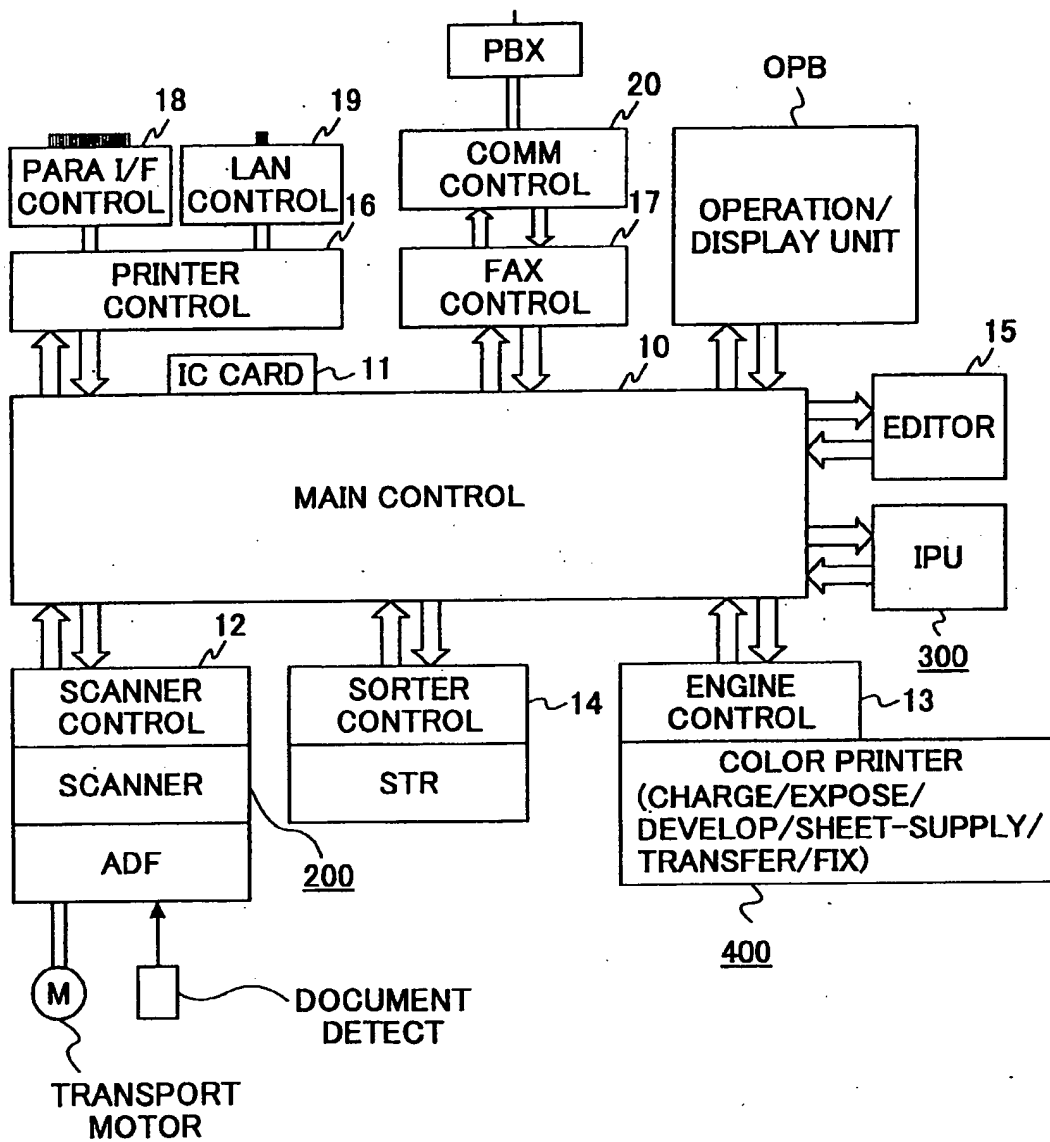 PBX
OPB
18
19
20
PARA I/F
CONTROL
LAN
CONTROL
COMM
CONTROL
16
17
OPERATION/
DISPLAY UNIT
PRINTER
CONTROL
FAX
CONTROL
IC CARD
11
10
15
EDITOR
MAIN CONTROL
IPU
300
12
SCANNER
CONTROL
SORTER
CONTROL
14
ENGINE
CONTROL
13
SCANNER
STR
COLOR PRINTER
(CHARGE/EXPOSE/
DEVELOP/SHEET-SUPPLY/
TRANSFER/FIX)
ADF
200
400
M
DOCUMENT
DETECT
TRANSPORT
MOTOR